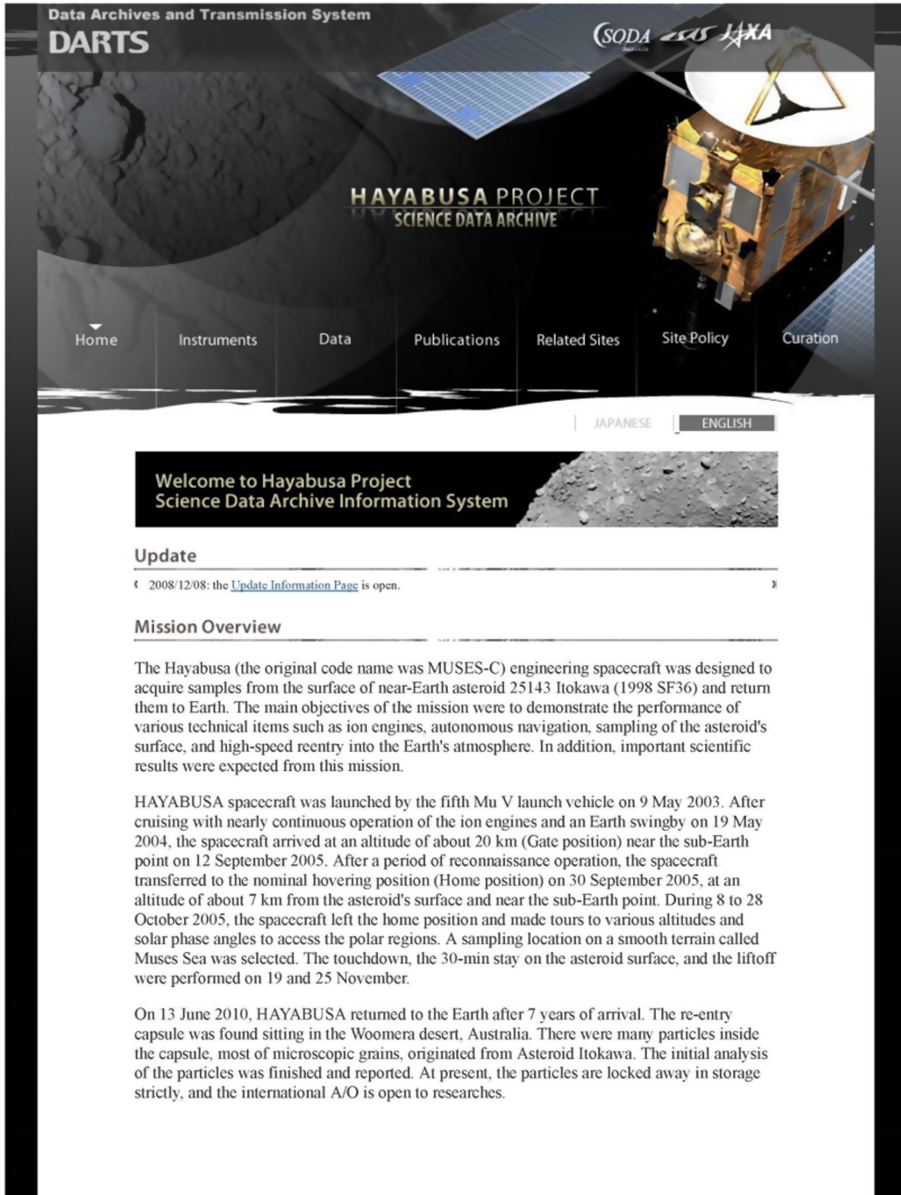 Data Archives and Transmission System
DARTS
SODA ISAS JAXA
HAYABUSA PROJECT
SCIENCE DATA ARCHIVE
Home Instruments Data Publications Related Sites Site Policy Curation
JAPANESE ENGLISH
Welcome to Hayabusa Project
Science Data Archive Information System
Update
2008/12/08: the Update Information Page is open.
Mission Overview
The Hayabusa (the original code name was MUSES-C) engineering spacecraft was designed to
acquire samples from the surface of near-Earth asteroid 25143 Itokawa (1998 SF36) and return
them to Earth. The main objectives of the mission were to demonstrate the performance of
various technical items such as ion engines, autonomous navigation, sampling of the asteroid's
surface, and high-speed reentry into the Earth's atmosphere. In addition, important scientific
results were expected from this mission.
HAYABUSA spacecraft was launched by the fifth Mu V launch vehicle on 9 May 2003. After
cruising with nearly continuous operation of the ion engines and an Earth swingby on 19 May
2004, the spacecraft arrived at an altitude of about 20 km (Gate position) near the sub-Earth
point on 12 September 2005. After a period of reconnaissance operation, the spacecraft
transferred to the nominal hovering position (Home position) on 30 September 2005, at an
altitude of about 7 km from the asteroid's surface and near the sub-Earth point. During 8 to 28
October 2005, the spacecraft left the home position and made tours to various altitudes and
solar phase angles to access the polar regions. A sampling location on a smooth terrain called
Muses Sea was selected. The touchdown, the 30-min stay on the asteroid surface, and the liftoff
were performed on 19 and 25 November.
On 13 June 2010, HAYABUSA returned to the Earth after 7 years of arrival. The re-entry
capsule was found sitting in the Woomera desert, Australia. There were many particles inside
the capsule, most of microscopic grains, originated from Asteroid Itokawa. The initial analysis
of the particles was finished and reported. At present, the particles are locked away in storage
strictly, and the international A/O is open to researches.